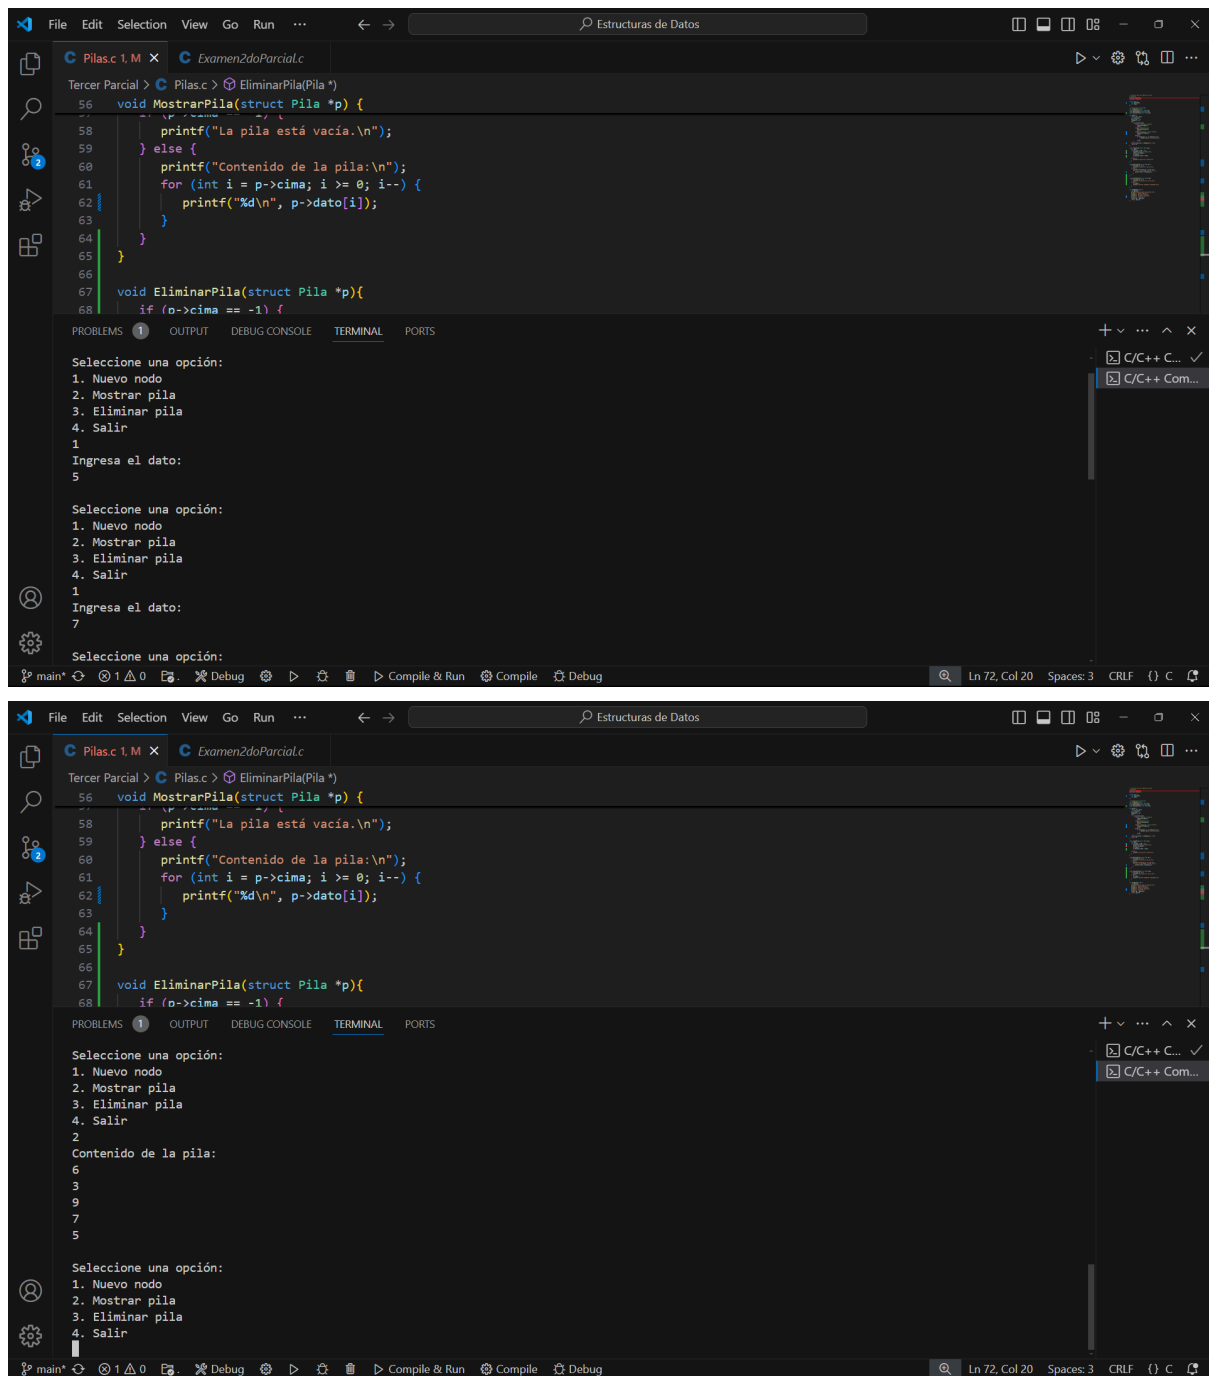 File Edit Selection View Go Run ··· Estructuras de Datos
Pilas.c 1, M Examen2doParcial.c
Tercer Parcial > Pilas.c > EliminarPila(Pila *)
56 void MostrarPila(struct Pila *p) {
58 printf("La pila está vacía.\n");
59 } else {
60 printf("Contenido de la pila:\n");
61 for (int i = p->cima; i >= 0; i--) {
62 printf("%d\n", p->dato[i]);
63 }
64 }
65 }
66
67 void EliminarPila(struct Pila *p){
68 if (p->cima == -1) {
PROBLEMS 1 OUTPUT DEBUG CONSOLE TERMINAL PORTS
Seleccione una opción:
1. Nuevo nodo
2. Mostrar pila
3. Eliminar pila
4. Salir
1
Ingresa el dato:
5
Seleccione una opción:
1. Nuevo nodo
2. Mostrar pila
3. Eliminar pila
4. Salir
1
Ingresa el dato:
7
Seleccione una opción:
C/C++ C...
C/C++ Com...
2
main* 1 0 Debug Compile & Run Compile Debug Ln 72, Col 20 Spaces: 3 CRLF {} C
File Edit Selection View Go Run ··· Estructuras de Datos
Pilas.c 1, M Examen2doParcial.c
Tercer Parcial > Pilas.c > EliminarPila(Pila *)
56 void MostrarPila(struct Pila *p) {
58 printf("La pila está vacía.\n");
59 } else {
60 printf("Contenido de la pila:\n");
61 for (int i = p->cima; i >= 0; i--) {
62 printf("%d\n", p->dato[i]);
63 }
64 }
65 }
66
67 void EliminarPila(struct Pila *p){
68 if (p->cima == -1) {
PROBLEMS 1 OUTPUT DEBUG CONSOLE TERMINAL PORTS
Seleccione una opción:
1. Nuevo nodo
2. Mostrar pila
3. Eliminar pila
4. Salir
2
Contenido de la pila:
6
3
9
7
5
Seleccione una opción:
1. Nuevo nodo
2. Mostrar pila
3. Eliminar pila
4. Salir
C/C++ C...
C/C++ Com...
2
main* 1 0 Debug Compile & Run Compile Debug Ln 72, Col 20 Spaces: 3 CRLF {} C